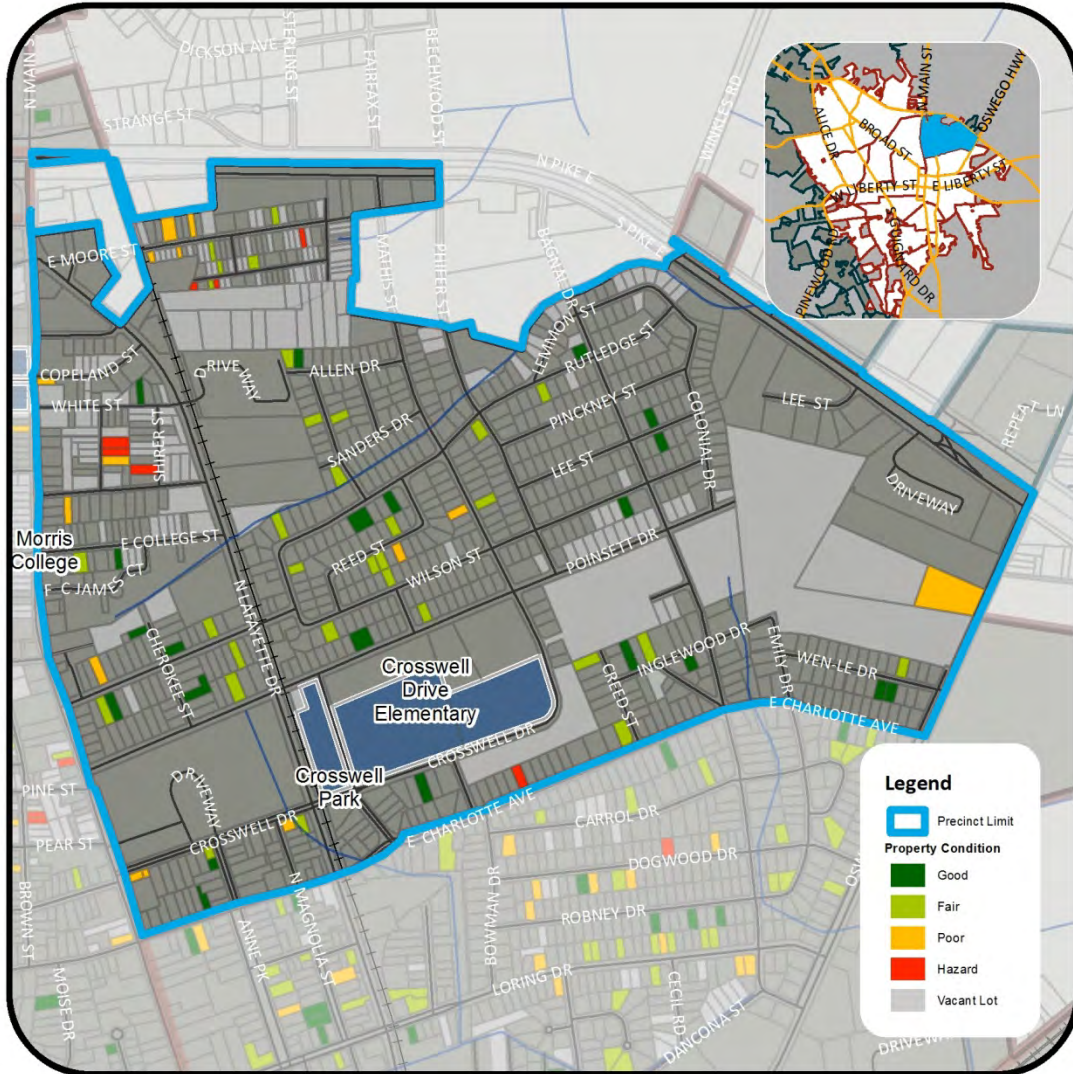 N MAIN S
DICKSON AVE
STERLING ST
FAIRFAX ST
BEECHWOOD ST
STRANGE ST
WINKLES RD
N PIKE E
S PIKE E
N MAIN ST
OSWEGO HWY
ALICE DR
BROAD ST
W LIBERTY ST
E LIBERTY ST
PINEWOOD RD
E MOORE ST
MATHIS ST
PHIFER ST
BAGNAL DR
LEMMON ST
RUTLEDGE ST
COPELAND ST
DRIVEWAY
ALLEN DR
WHITE ST
SHIRER ST
PINCKNEY ST
LEE ST
SANDERS DR
COLONIAL DR
LEE ST
REPEAT LN
DRIVEWAY
Morris
College
E COLLEGE ST
REED ST
WILSON ST
POINSETT DR
N LAFAYETTE DR
CHEROKEE ST
Crosswell
Drive
Elementary
CREED ST
INGLEWOOD DR
EMILY DR
WEN-LE DR
E CHARLOTTE AVE
CROSSWELL DR
Crosswell
Park
DRIVEWAY
PINE ST
PEAR ST
CROSSWELL DR
E CHARLOTTE AVE
CARROL DR
DOGWOOD DR
BROWN ST
N MAGNOLIA ST
ANNE PK
BOWMAN DR
ROBNEY DR
LORING DR
MOISE DR
CECIL RD
DANCONA ST
DRIVEW
Legend
Precinct Limit
Property Condition
Good
Fair
Poor
Hazard
Vacant Lot